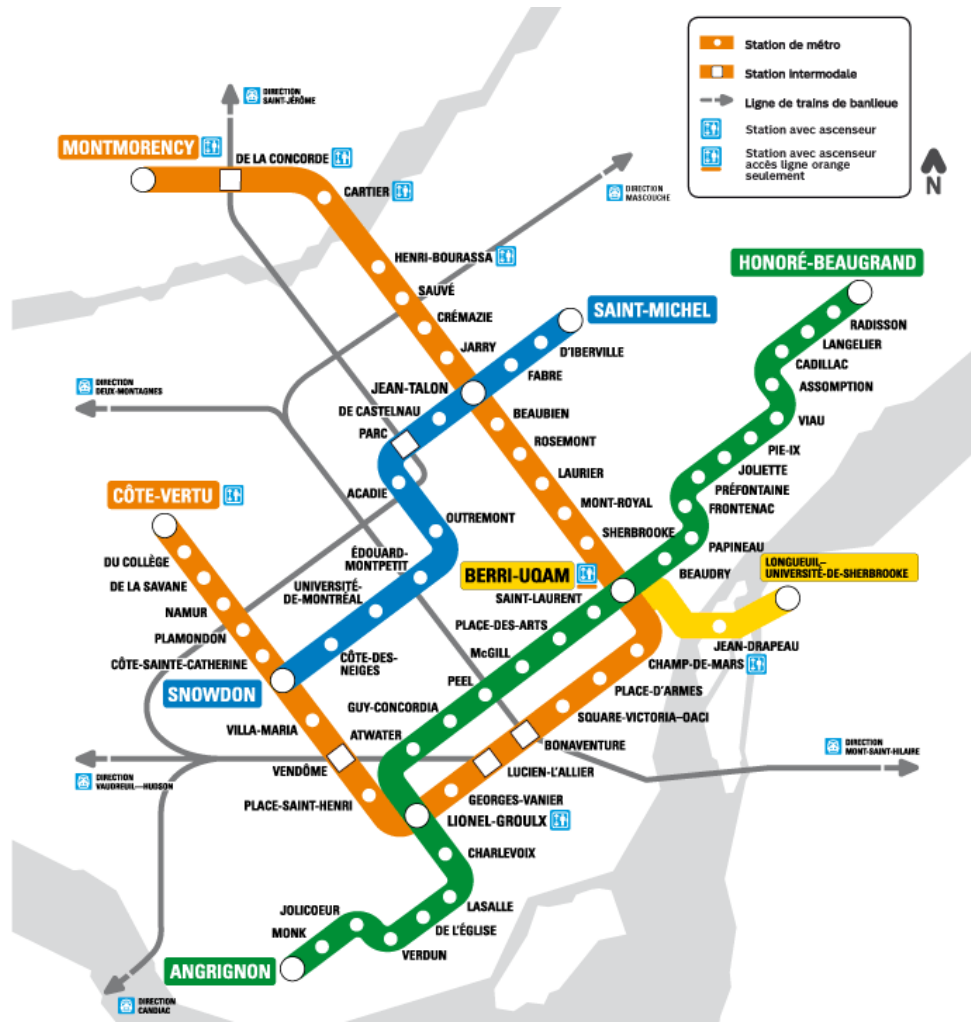 Station de métro
Station intermodale
Ligne de trains de banlieue
Station avec ascenseur
Station avec ascenseur
accès ligne orange
seulement
N
DIRECTION
SAINT-JÉRÔME
MONTMORENCY
DE LA CONCORDE
CARTIER
DIRECTION
MASCOUCHE
HENRI-BOURASSA
SAUVÉ
CRÉMAZIE
JARRY
HONORÉ-BEAUGRAND
RADISSON
LANGELIER
CADILLAC
ASSOMPTION
VIAU
PIE-IX
JOLIETTE
PRÉFONTAINE
FRONTENAC
PAPINEAU
BEAUDRY
SAINT-MICHEL
D'IBERVILLE
FABRE
JEAN-TALON
DE CASTELNAU
PARC
ACADIE
OUTREMONT
ÉDOUARD-
MONTPETIT
UNIVERSITÉ-
DE-MONTRÉAL
CÔTE-DES-
NEIGES
SNOWDON
DIRECTION
DEUX-MONTAGNES
BEAUBIEN
ROSEMONT
LAURIER
MONT-ROYAL
SHERBROOKE
BERRI-UQAM
LONGUEUIL–
UNIVERSITÉ-DE-SHERBROOKE
JEAN-DRAPEAU
CÔTE-VERTU
DU COLLÈGE
DE LA SAVANE
NAMUR
PLAMONDON
CÔTE-SAINTE-CATHERINE
VILLA-MARIA
VENDÔME
PLACE-SAINT-HENRI
SAINT-LAURENT
PLACE-DES-ARTS
McGILL
PEEL
GUY-CONCORDIA
ATWATER
CHAMP-DE-MARS
PLACE-D'ARMES
SQUARE-VICTORIA–OACI
BONAVENTURE
LUCIEN-L'ALLIER
GEORGES-VANIER
LIONEL-GROULX
DIRECTION
MONT-SAINT-HILAIRE
DIRECTION
VAUDREUIL—HUDSON
CHARLEVOIX
LASALLE
DE L'ÉGLISE
VERDUN
JOLICOEUR
MONK
ANGRIGNON
DIRECTION
CANDIAC